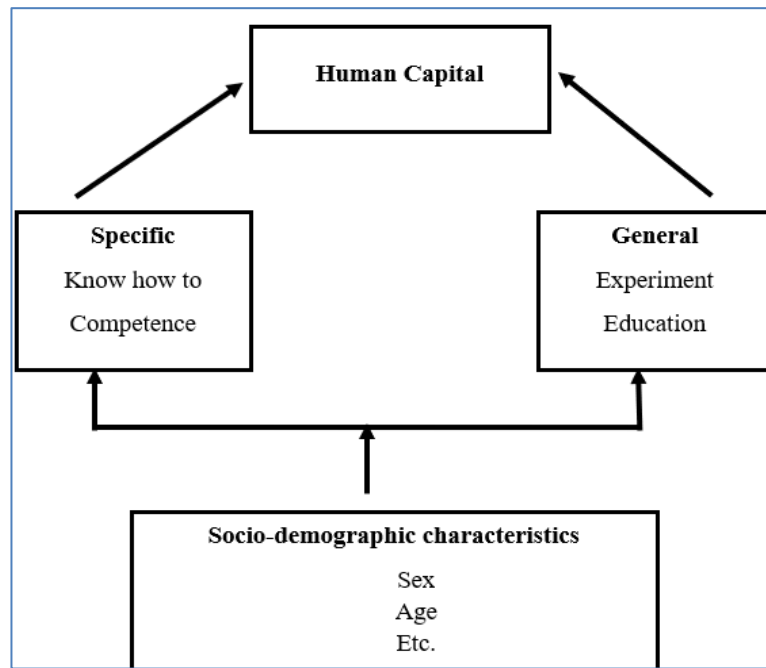 Human Capital
Specific
Know how to
Competence
General
Experiment
Education
Socio-demographic characteristics
Sex
Age
Etc.